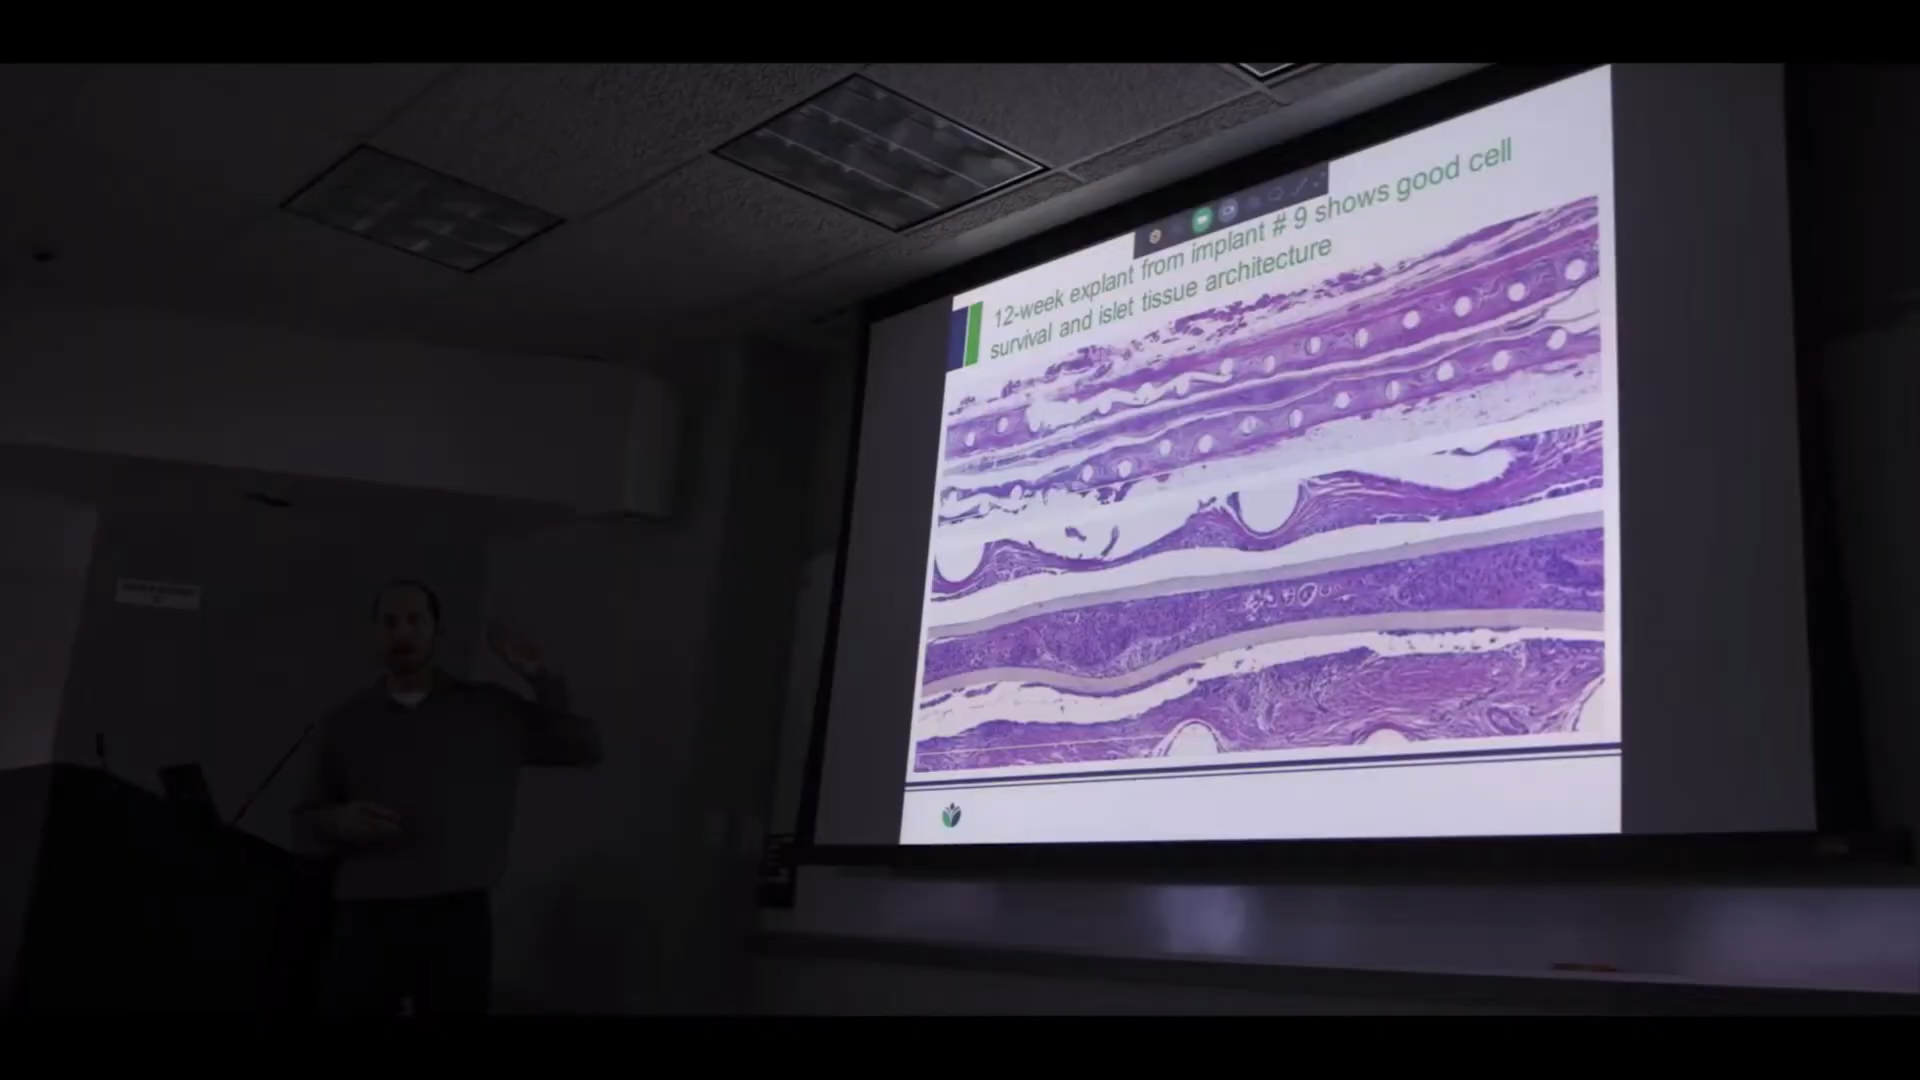 12-week explant from implant # 9 shows good cell
survival and islet tissue architecture